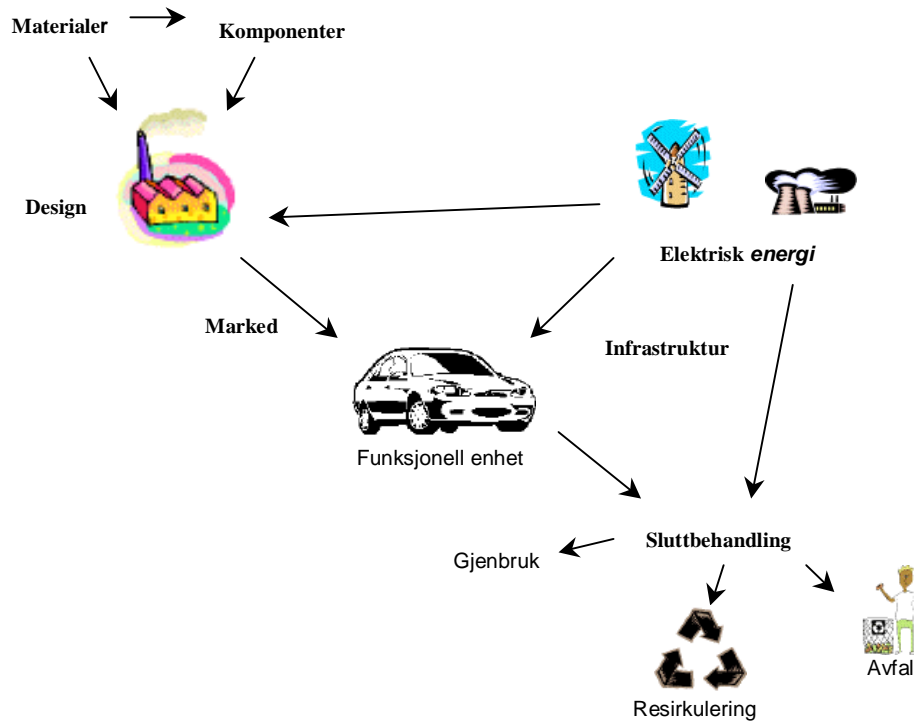 Materialer
Komponenter
Design
Elektrisk energi
Marked
Infrastruktur
Funksjonell enhet
Gjenbruk
Sluttbehandling
Avfal
Resirkulering